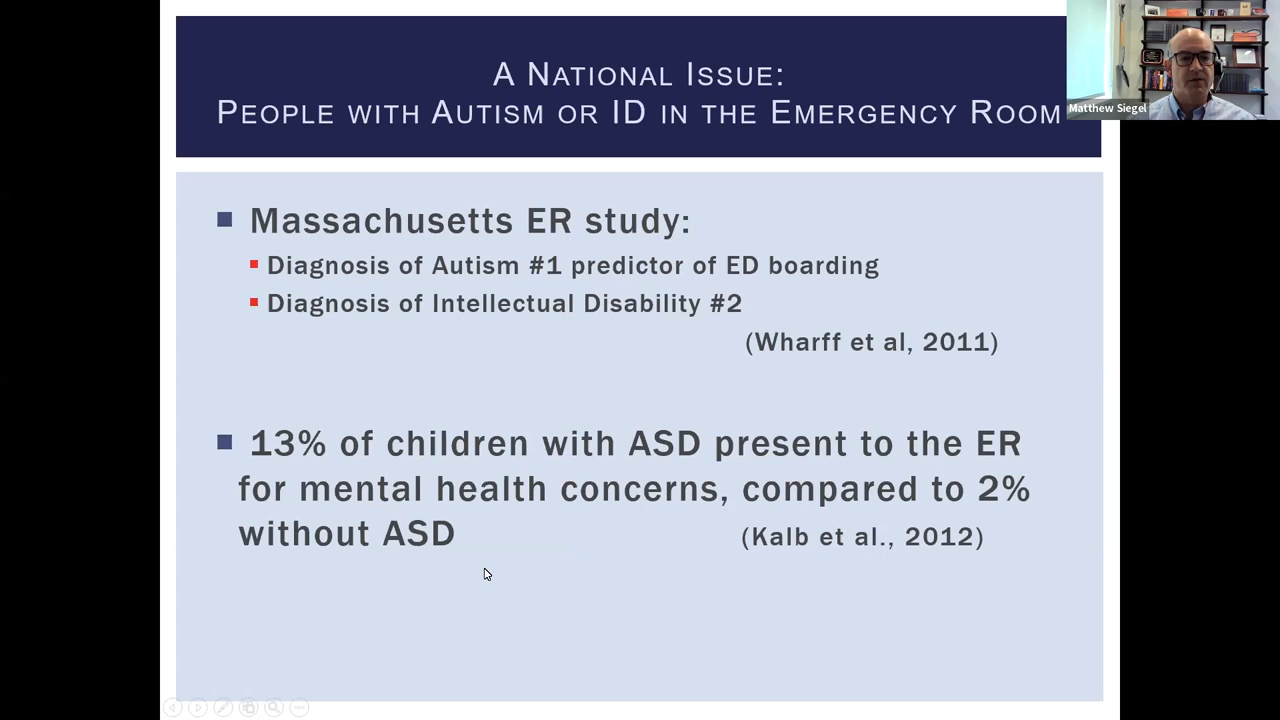 A National Issue:
People with Autism or ID in the Emergency Room
Matthew Siegel
Massachusetts ER study:
Diagnosis of Autism #1 predictor of ED boarding
Diagnosis of Intellectual Disability #2
(Wharff et al, 2011)
13% of children with ASD present to the ER
for mental health concerns, compared to 2%
without ASD (Kalb et al., 2012)